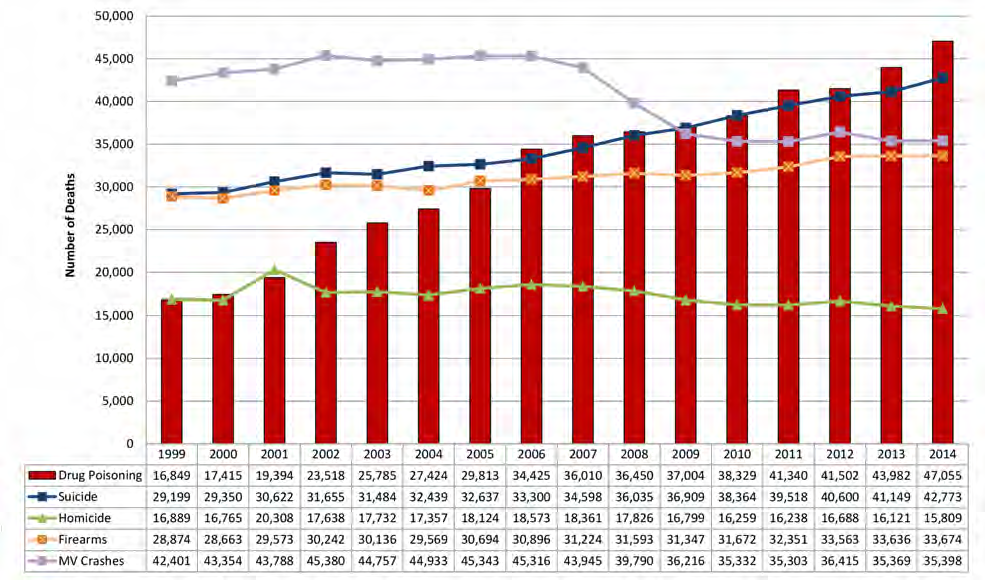 50,000
45,000
40,000
35,000
30,000
25,000
20,000
15,000
10,000
5,000
0
Number of Deaths
1999 2000 2001 2002 2003 2004 2005 2006 2007 2008 2009 2010 2011 2012 2013 2014
Drug Poisoning 16,849 17,415 19,394 23,518 25,785 27,424 29,813 34,425 36,010 36,450 37,004 38,329 41,340 41,502 43,982 47,055
Suicide 29,199 29,350 30,622 31,655 31,484 32,439 32,637 33,300 34,598 36,035 36,909 38,364 39,518 40,600 41,149 42,773
Homicide 16,889 16,765 20,308 17,638 17,732 17,357 18,124 18,573 18,361 17,826 16,799 16,259 16,238 16,688 16,121 15,809
Firearms 28,874 28,663 29,573 30,242 30,136 29,569 30,694 30,896 31,224 31,593 31,347 31,672 32,351 33,563 33,636 33,674
MV Crashes 42,401 43,354 43,788 45,380 44,757 44,933 45,343 45,316 43,945 39,790 36,216 35,332 35,303 36,415 35,369 35,398